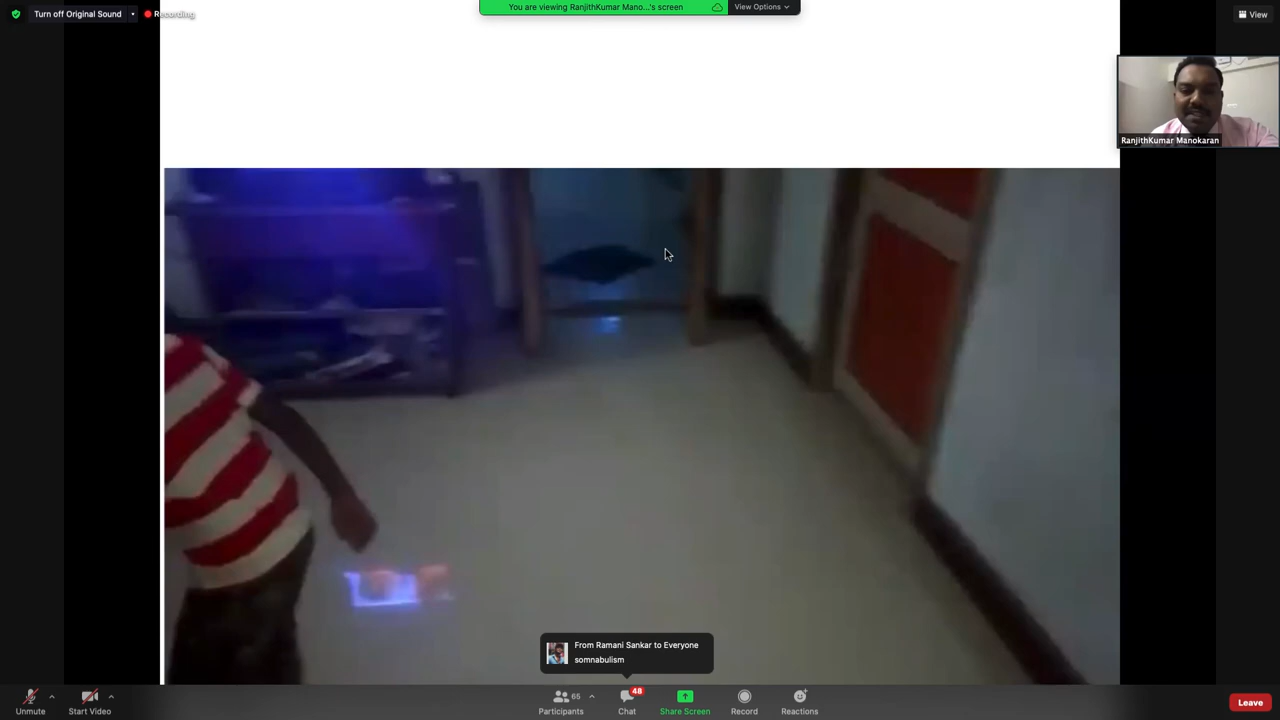 Turn off Original Sound
Recording
You are viewing RanjithKumar Mano...'s screen
View Options
View
RanjithKumar Manokaran
From Ramani Sankar to Everyone
somnabulism
Unmute
Start Video
65
Participants
48
Chat
Share Screen
Record
Reactions
Leave